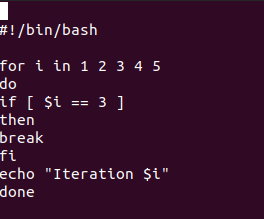 #!/bin/bash
for i in 1 2 3 4 5
do
if [ $i == 3 ]
then
break
fi
echo "Iteration $i"
done